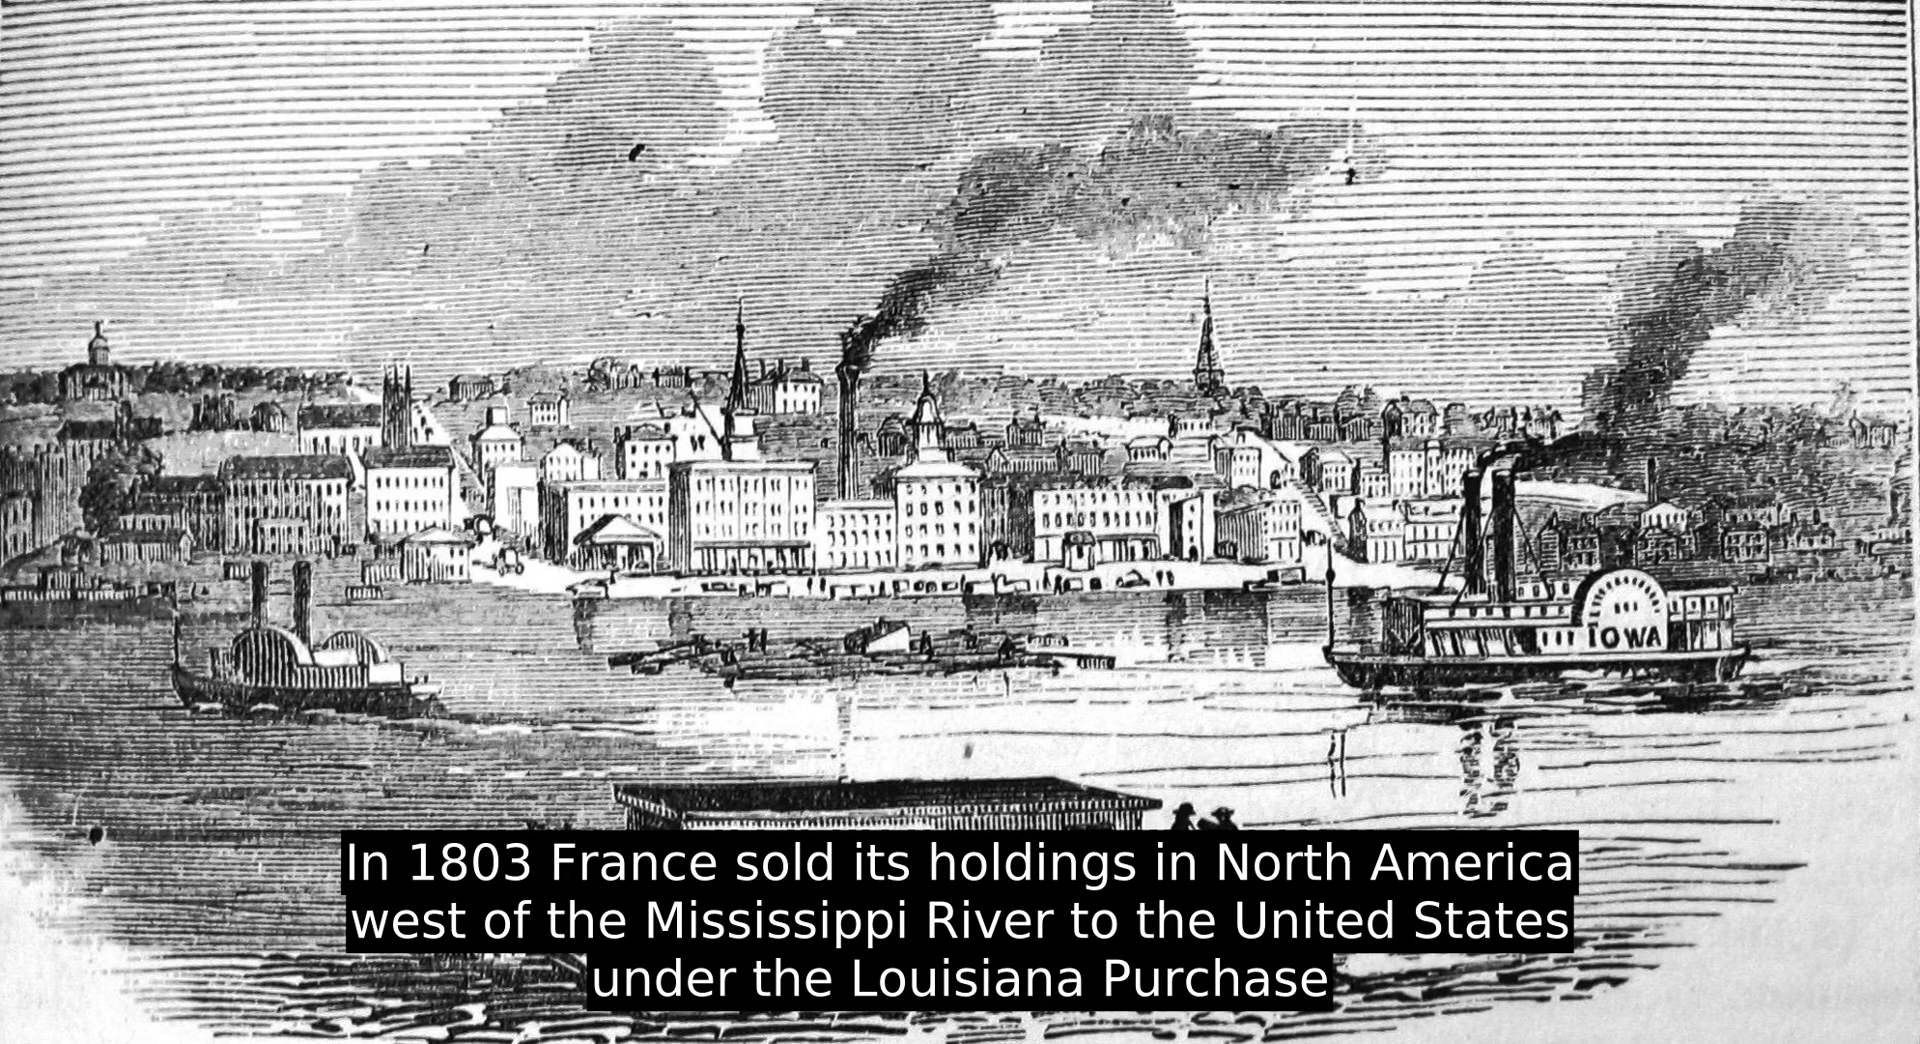 IOWA
In 1803 France sold its holdings in North America
west of the Mississippi River to the United States
under the Louisiana Purchase